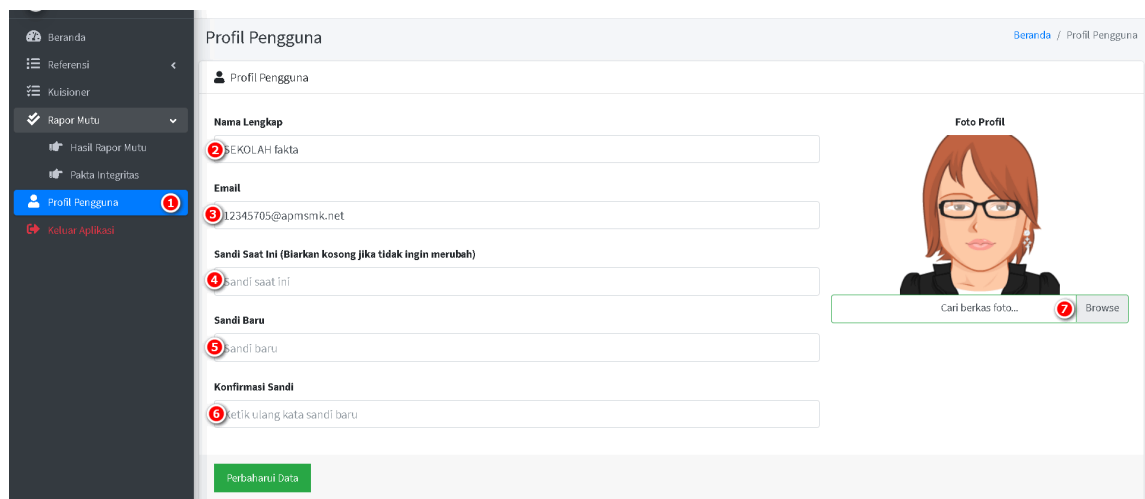 Beranda
Referensi
Kuisioner
Rapor Mutu
Hasil Rapor Mutu
Pakta Integritas
Profil Pengguna 1
Keluar Aplikasi
Profil Pengguna
Beranda / Profil Pengguna
Profil Pengguna
Nama Lengkap
2 SEKOLAH fakta
Email
3 12345705@apmsmk.net
Sandi Saat Ini (Biarkan kosong jika tidak ingin merubah)
4 Sandi saat ini
Sandi Baru
5 Sandi baru
Konfirmasi Sandi
6 Ketik ulang kata sandi baru
Foto Profil
Cari berkas foto... 7 Browse
Perbaharui Data